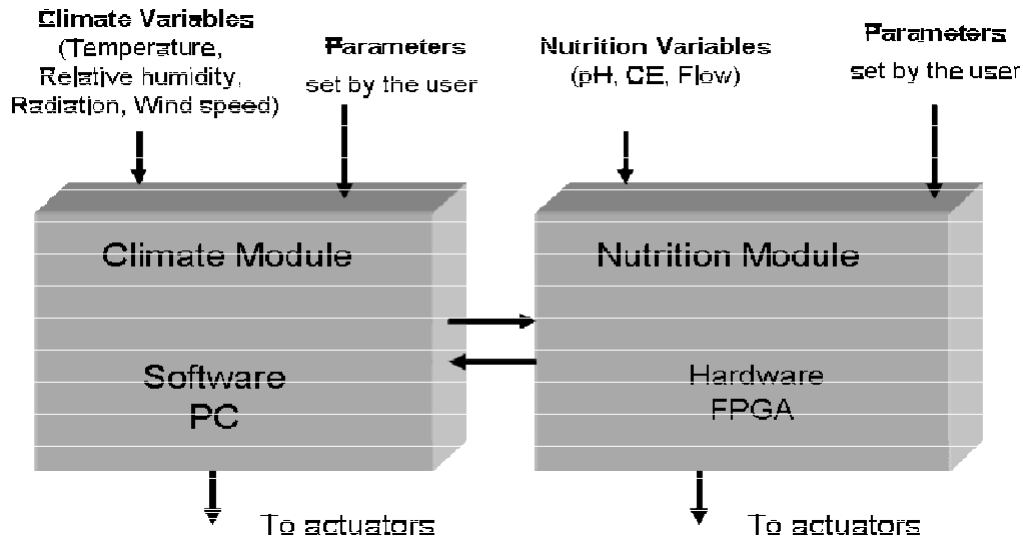 Climate Variables
(Temperature,
Relative humidity,
Radiation, Wind speed)
Parameters
set by the user
Nutrition Variables
(pH, CE, Flow)
Parameters
set by the user
Climate Module
Software
PC
Nutrition Module
Hardware
FPGA
To actuators
To actuators